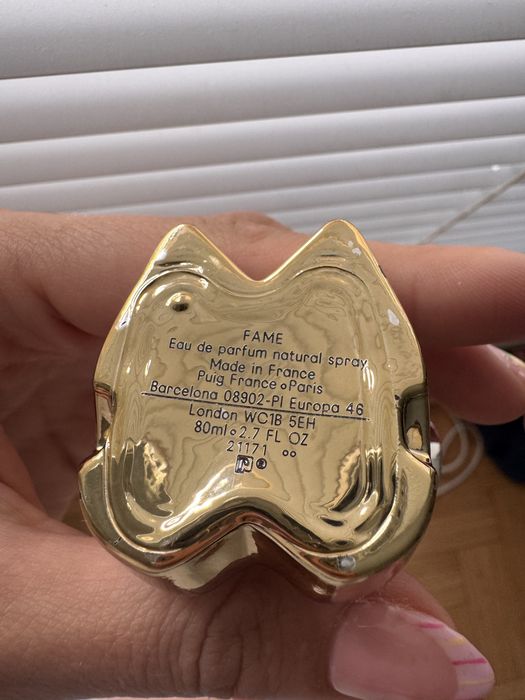 FAME
Eau de parfum natural spray
Made in France
Puig France o Paris
Barcelona 08902-Pl Europa 46
London WC1B 5EH
80ml o 2.7 FL OZ
21171